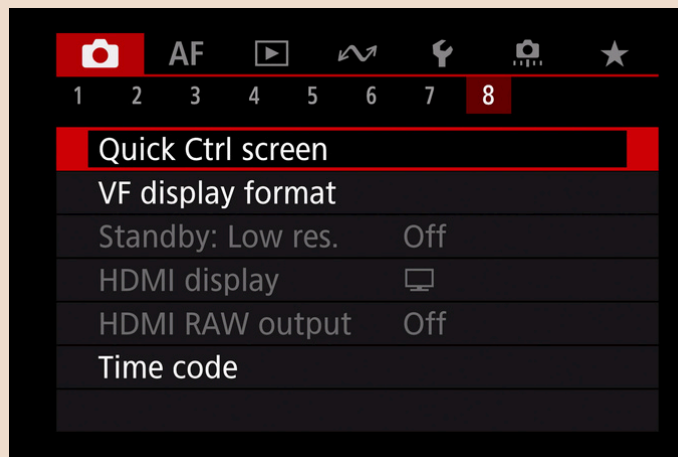 AF
1 2 3 4 5 6 7 8
Quick Ctrl screen
VF display format
Standby: Low res. Off
HDMI display
HDMI RAW output Off
Time code